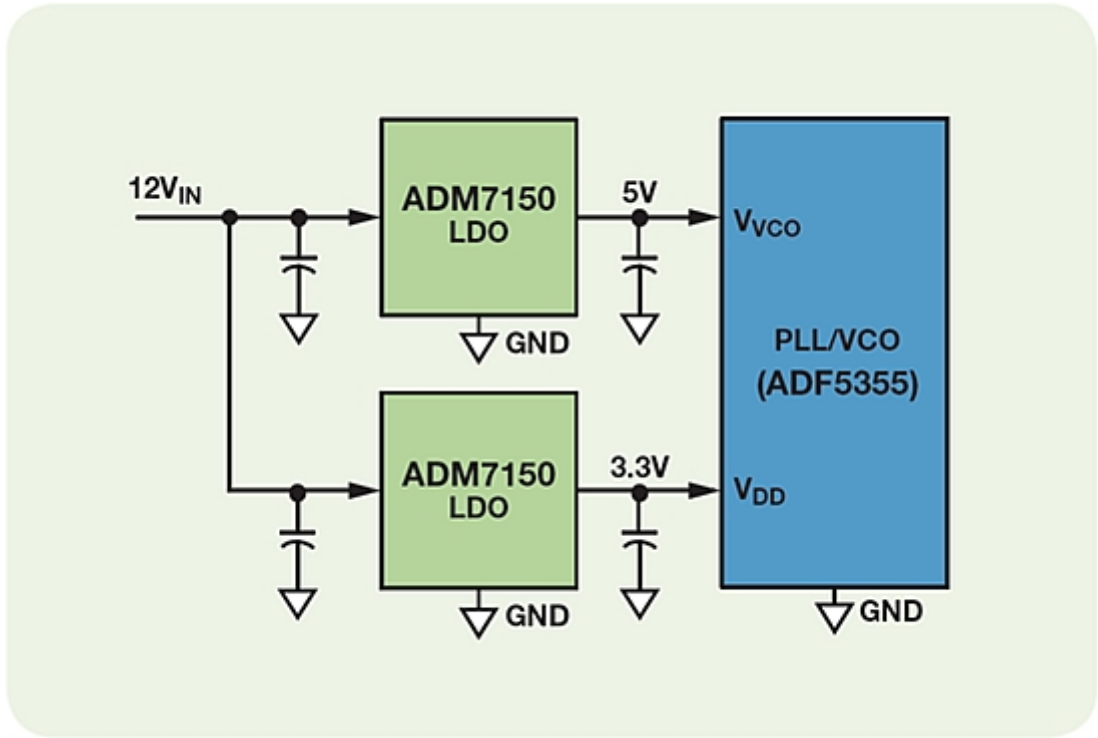 12VIN
ADM7150
LDO
GND
5V
VVCO
PLL/VCO
(ADF5355)
ADM7150
LDO
GND
3.3V
VDD
GND